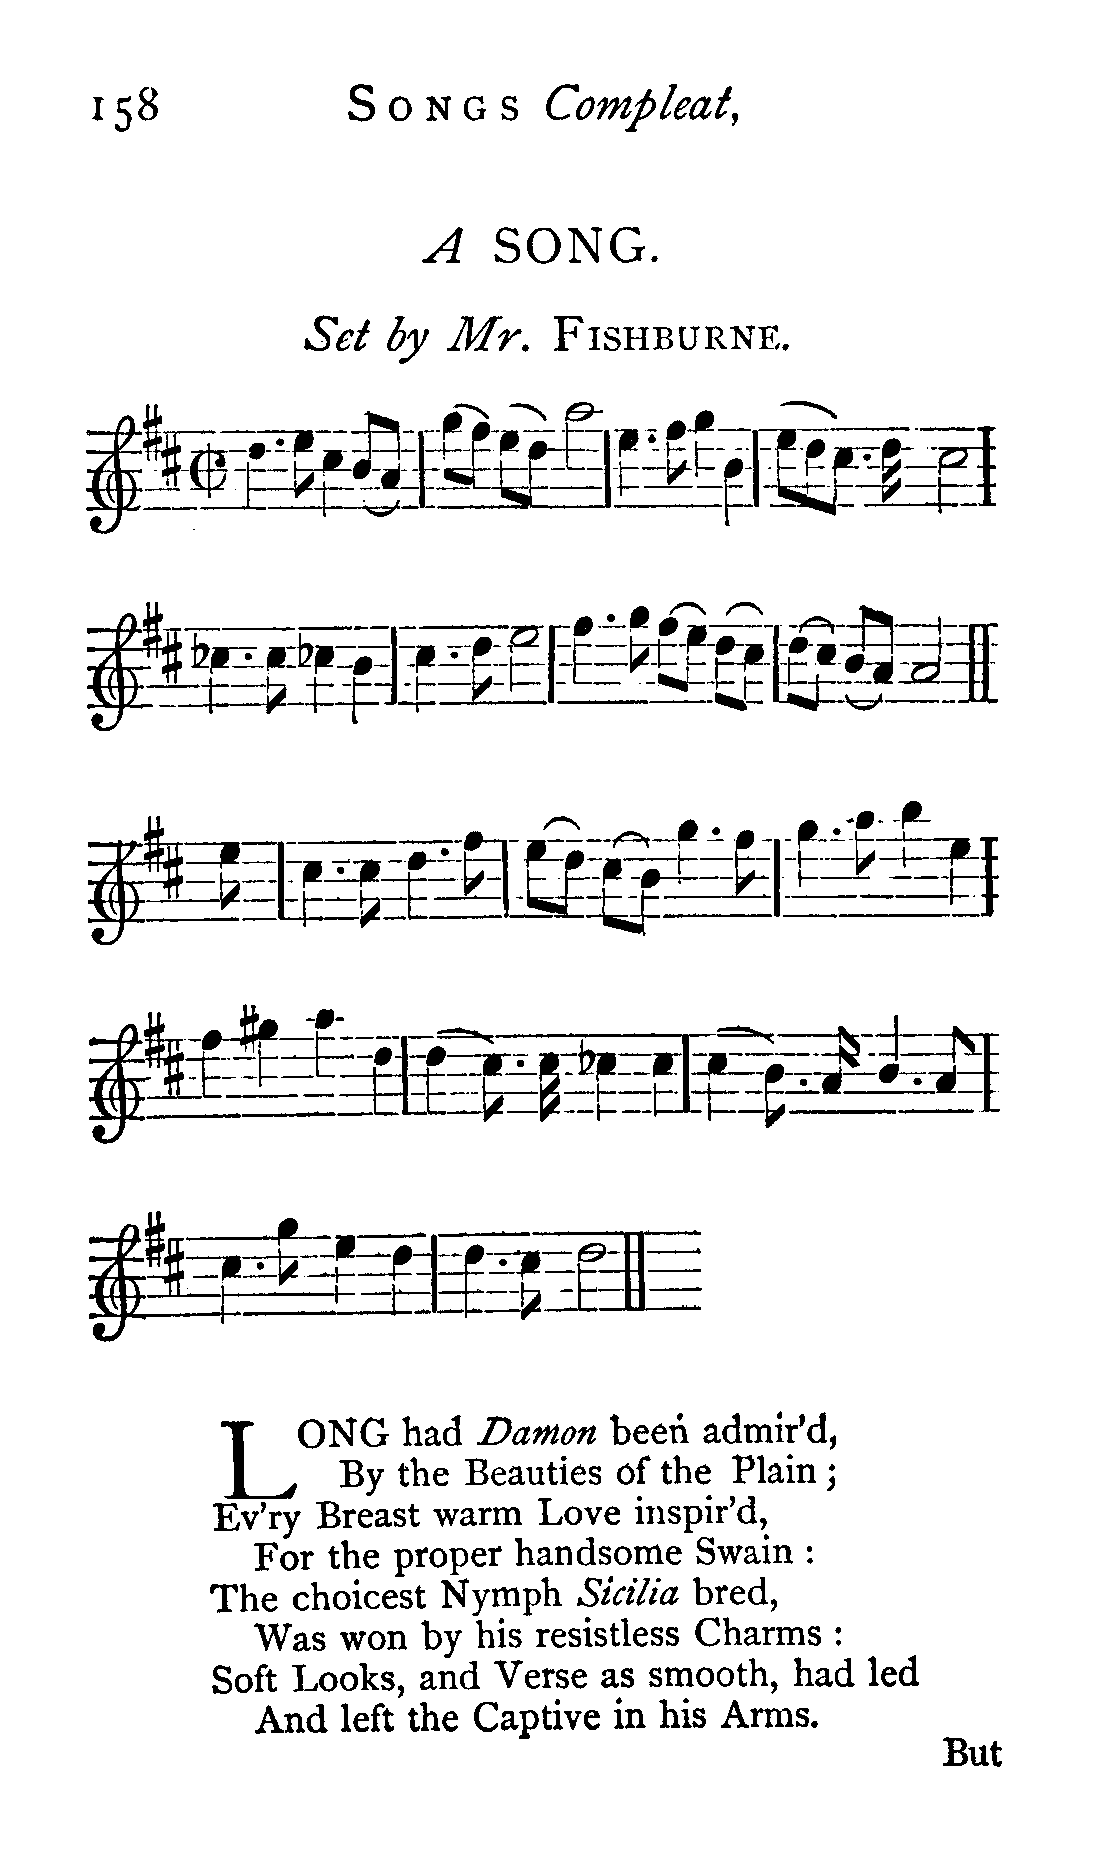 158 SONGS Compleat,
A SONG.
Set by Mr. FISHBURNE.
LONG had Damon been admir'd,
By the Beauties of the Plain;
Ev'ry Breast warm Love inspir'd,
For the proper handsome Swain:
The choicest Nymph Sicilia bred,
Was won by his resistless Charms:
Soft Looks, and Verse as smooth, had led
And left the Captive in his Arms.
But